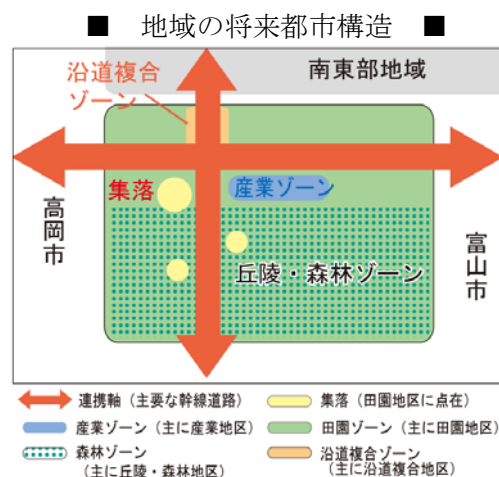 ■ 地域の将来都市構造 ■
南東部地域
沿道複合
ゾーン
集落
産業ゾーン
高岡市
富山市
丘陵・森林ゾーン
連携軸（主要な幹線道路）
集落（田園地区に点在）
産業ゾーン（主に産業地区）
田園ゾーン（主に田園地区）
森林ゾーン
（主に丘陵・森林地区）
沿道複合ゾーン
（主に沿道複合地区）